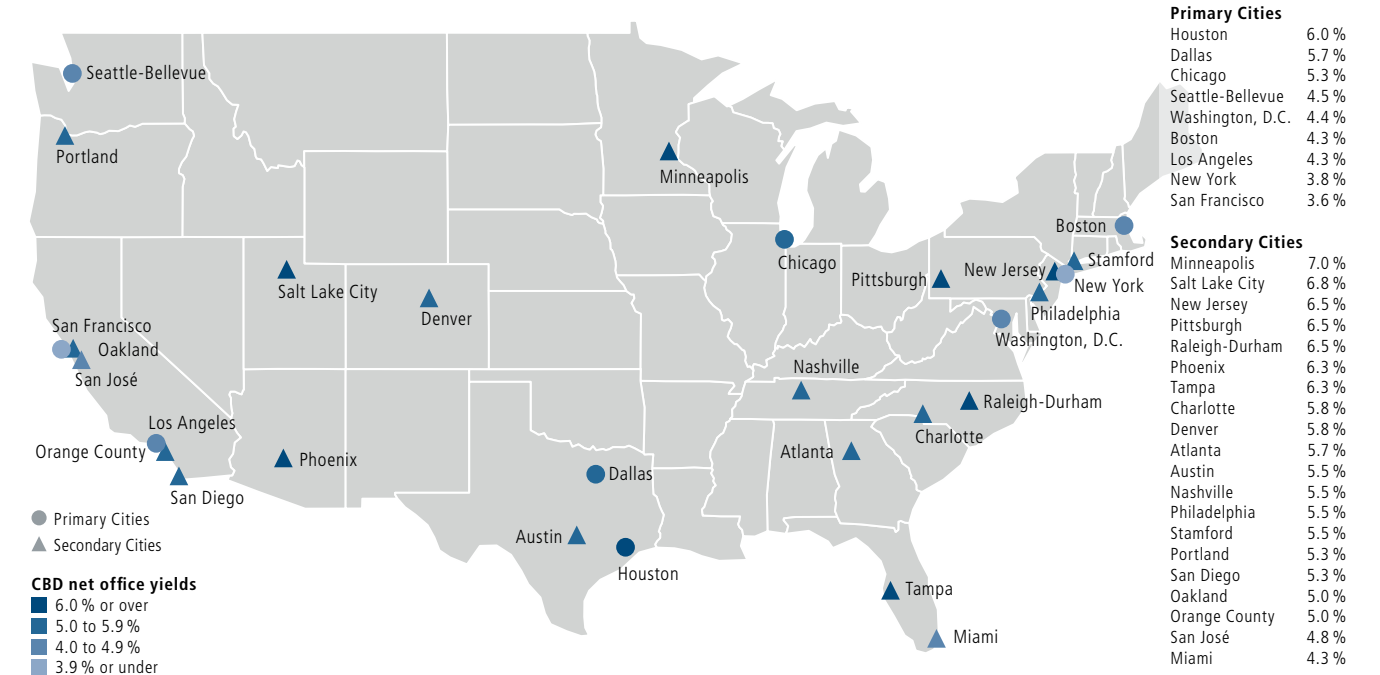 Seattle-Bellevue
Portland
Minneapolis
Boston
Chicago
Stamford
New Jersey
Pittsburgh
New York
Salt Lake City
Denver
Philadelphia
Washington, D.C.
San Francisco
Oakland
San José
Nashville
Raleigh-Durham
Los Angeles
Charlotte
Orange County
Phoenix
Atlanta
Dallas
San Diego
Austin
Houston
Tampa
Miami
Primary Cities
Secondary Cities
CBD net office yields
6.0 % or over
5.0 to 5.9 %
4.0 to 4.9 %
3.9 % or under
Primary Cities
Houston 6.0 %
Dallas 5.7 %
Chicago 5.3 %
Seattle-Bellevue 4.5 %
Washington, D.C. 4.4 %
Boston 4.3 %
Los Angeles 4.3 %
New York 3.8 %
San Francisco 3.6 %
Secondary Cities
Minneapolis 7.0 %
Salt Lake City 6.8 %
New Jersey 6.5 %
Pittsburgh 6.5 %
Raleigh-Durham 6.5 %
Phoenix 6.3 %
Tampa 6.3 %
Charlotte 5.8 %
Denver 5.8 %
Atlanta 5.7 %
Austin 5.5 %
Nashville 5.5 %
Philadelphia 5.5 %
Stamford 5.5 %
Portland 5.3 %
San Diego 5.3 %
Oakland 5.0 %
Orange County 5.0 %
San José 4.8 %
Miami 4.3 %